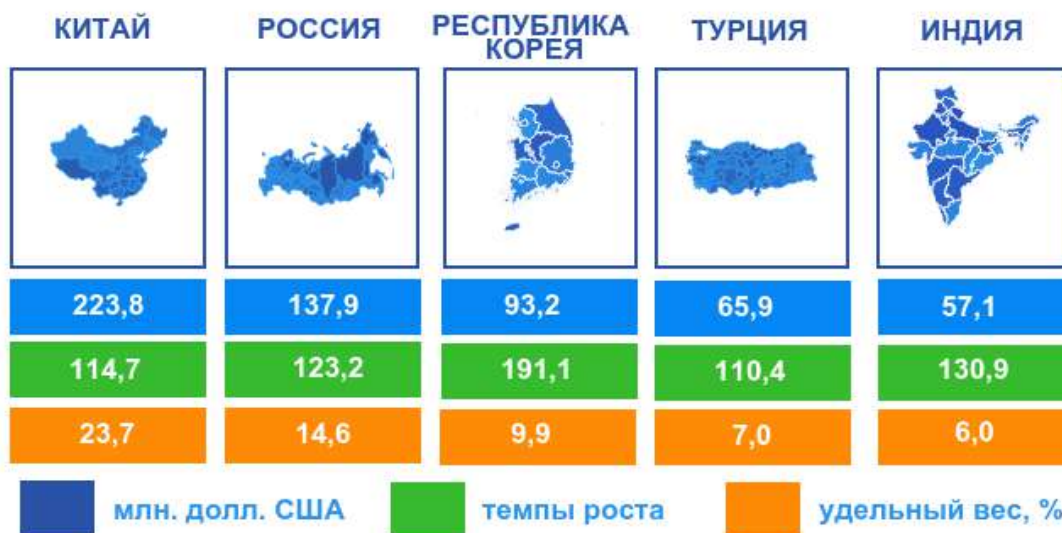 КИТАЙ
РОССИЯ
РЕСПУБЛИКА
КОРЕЯ
ТУРЦИЯ
ИНДИЯ
223,8
137,9
93,2
65,9
57,1
114,7
123,2
191,1
110,4
130,9
23,7
14,6
9,9
7,0
6,0
млн. долл. США
темпы роста
удельный вес, %